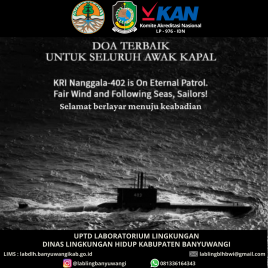 KAN
Komite Akreditasi Nasional
LP - 976 - IDN
DOA TERBAIK
UNTUK SELURUH AWAK KAPAL
KRI Nanggala-402 is On Eternal Patrol.
Fair Wind and Following Seas, Sailors!
Selamat berlayar menuju keabadian
UPTD LABORATORIUM LINGKUNGAN
DINAS LINGKUNGAN HIDUP KABUPATEN BANYUWANGI
LIMS : labdlh.banyuwangikab.go.id
lablingblhbwi@gmail.com
lablingbanyuwangi
081336164343